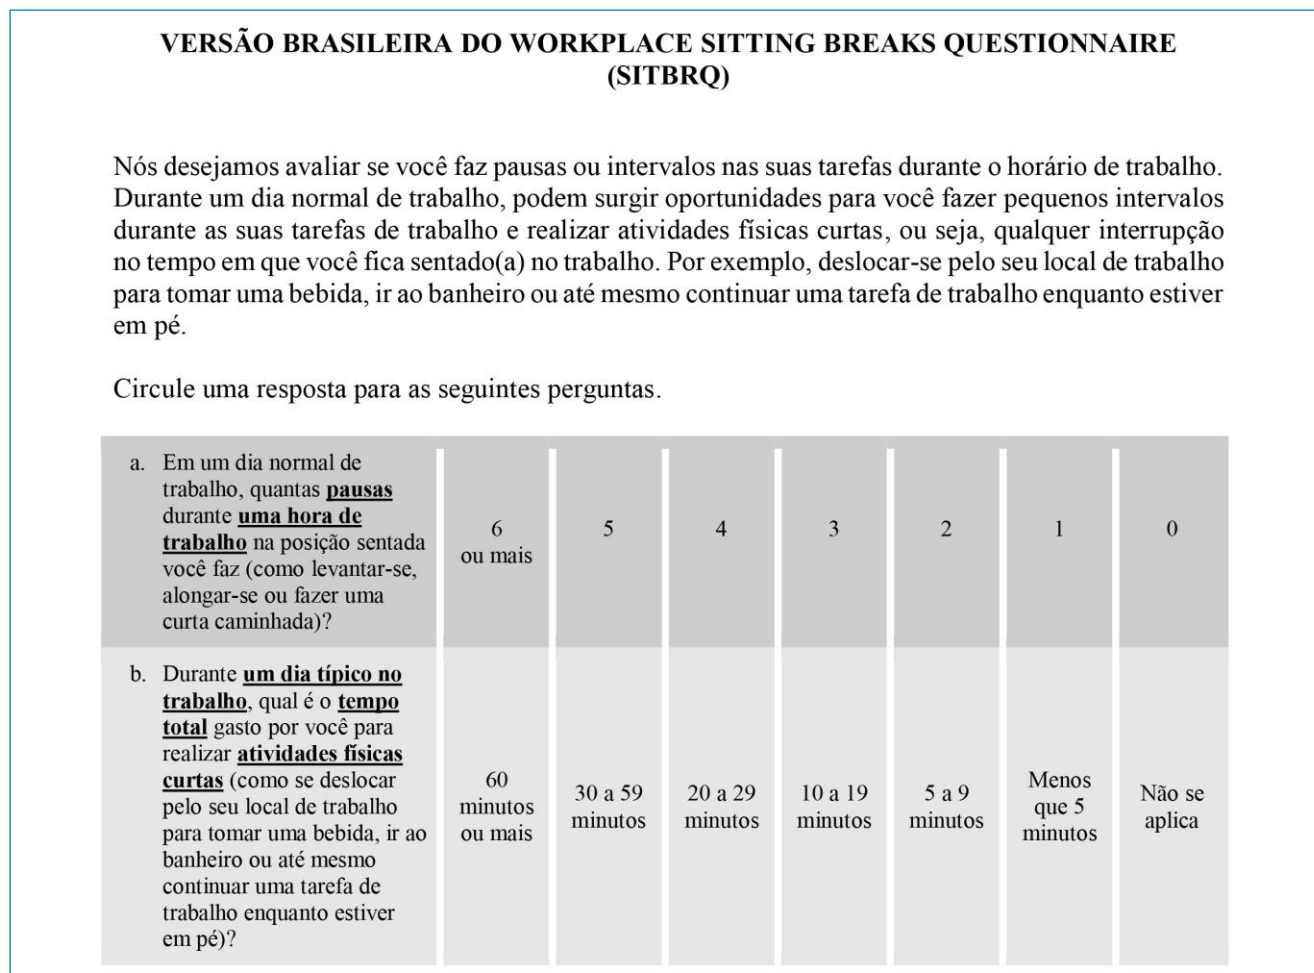 VERSÃO BRASILEIRA DO WORKPLACE SITTING BREAKS QUESTIONNAIRE
(SITBRQ)
Nós desejamos avaliar se você faz pausas ou intervalos nas suas tarefas durante o horário de trabalho.
Durante um dia normal de trabalho, podem surgir oportunidades para você fazer pequenos intervalos
durante as suas tarefas de trabalho e realizar atividades físicas curtas, ou seja, qualquer interrupção
no tempo em que você fica sentado(a) no trabalho. Por exemplo, deslocar-se pelo seu local de trabalho
para tomar uma bebida, ir ao banheiro ou até mesmo continuar uma tarefa de trabalho enquanto estiver
em pé.
Circule uma resposta para as seguintes perguntas.
a. Em um dia normal de
trabalho, quantas pausas
durante uma hora de
trabalho na posição sentada
você faz (como levantar-se,
alongar-se ou fazer uma
curta caminhada)?
6
ou mais
5
4
3
2
1
0
b. Durante um dia típico no
trabalho, qual é o tempo
total gasto por você para
realizar atividades físicas
curtas (como se deslocar
pelo seu local de trabalho
para tomar uma bebida, ir ao
banheiro ou até mesmo
continuar uma tarefa de
trabalho enquanto estiver
em pé)?
60
minutos
ou mais
30 a 59
minutos
20 a 29
minutos
10 a 19
minutos
5 a 9
minutos
Menos
que 5
minutos
Não se
aplica